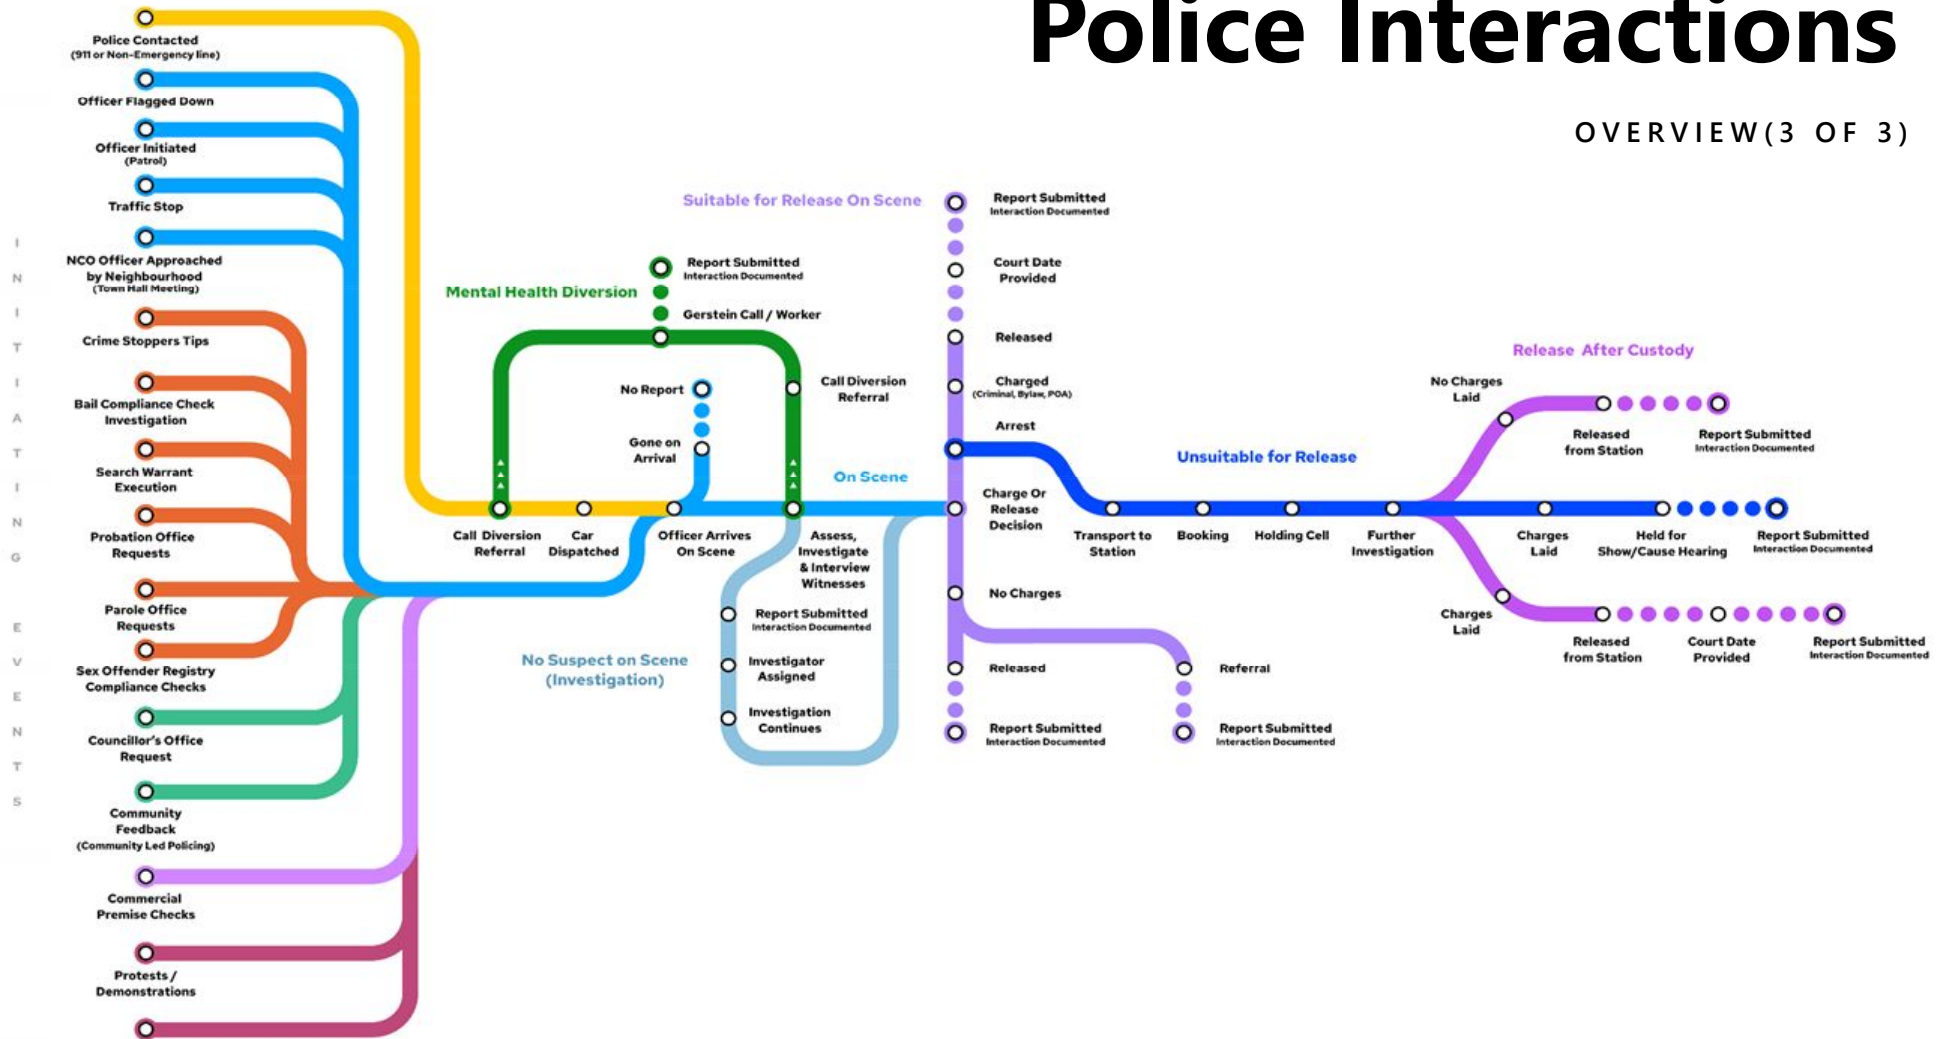 Police Interactions
OVERVIEW(3 OF 3)
INITIATING EVENTS
Police Contacted
(911 or Non-Emergency line)
Officer Flagged Down
Officer Initiated
(Patrol)
Traffic Stop
NCO Officer Approached
by Neighbourhood
(Town Hall Meeting)
Crime Stoppers Tips
Bail Compliance Check
Investigation
Search Warrant
Execution
Probation Office
Requests
Parole Office
Requests
Sex Offender Registry
Compliance Checks
Councillor's Office
Request
Community
Feedback
(Community Led Policing)
Commercial
Premise Checks
Protests /
Demonstrations
Mental Health Diversion
Report Submitted
Interaction Documented
Gerstein Call / Worker
Call Diversion
Referral
No Report
Gone on
Arrival
Call Diversion
Referral
Car
Dispatched
Officer Arrives
On Scene
On Scene
Assess,
Investigate
& Interview
Witnesses
No Suspect on Scene
(Investigation)
Report Submitted
Interaction Documented
Investigator
Assigned
Investigation
Continues
Suitable for Release On Scene
Report Submitted
Interaction Documented
Court Date
Provided
Released
Charged
(Criminal, Bylaw, POA)
Arrest
Charge Or
Release
Decision
No Charges
Released
Report Submitted
Interaction Documented
Referral
Report Submitted
Interaction Documented
Unsuitable for Release
Transport to
Station
Booking
Holding Cell
Further
Investigation
Charges
Laid
Held for
Show/Cause Hearing
Report Submitted
Interaction Documented
Release After Custody
No Charges
Laid
Released
from Station
Report Submitted
Interaction Documented
Charges
Laid
Released
from Station
Court Date
Provided
Report Submitted
Interaction Documented